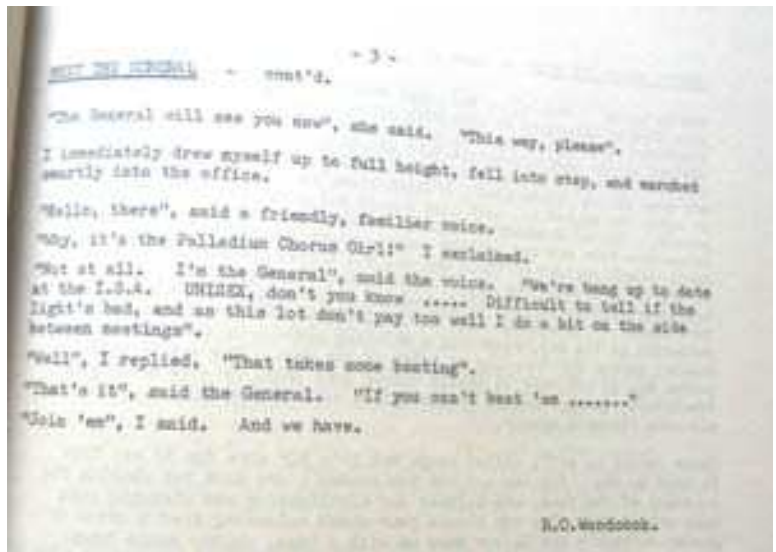 - 3 -
MEET THE GENERAL - cont'd.
"The General will see you now", she said. "This way, please".
I immediately drew myself up to full height, fell into step, and marched
smartly into the office.
"Hello, there", said a friendly, familiar voice.
"Why, it's the Palladium Chorus Girl!" I exclaimed.
"Not at all. I'm the General", said the voice. "We're bang up to date
at the I.S.A. UNISEX, don't you know ..... Difficult to tell if the
light's bad, and as this lot don't pay too well I do a bit on the side
between meetings".
"Well", I replied. "That takes some beating".
"That's it", said the General. "If you can't beat 'em ......."
"Join 'em", I said. And we have.